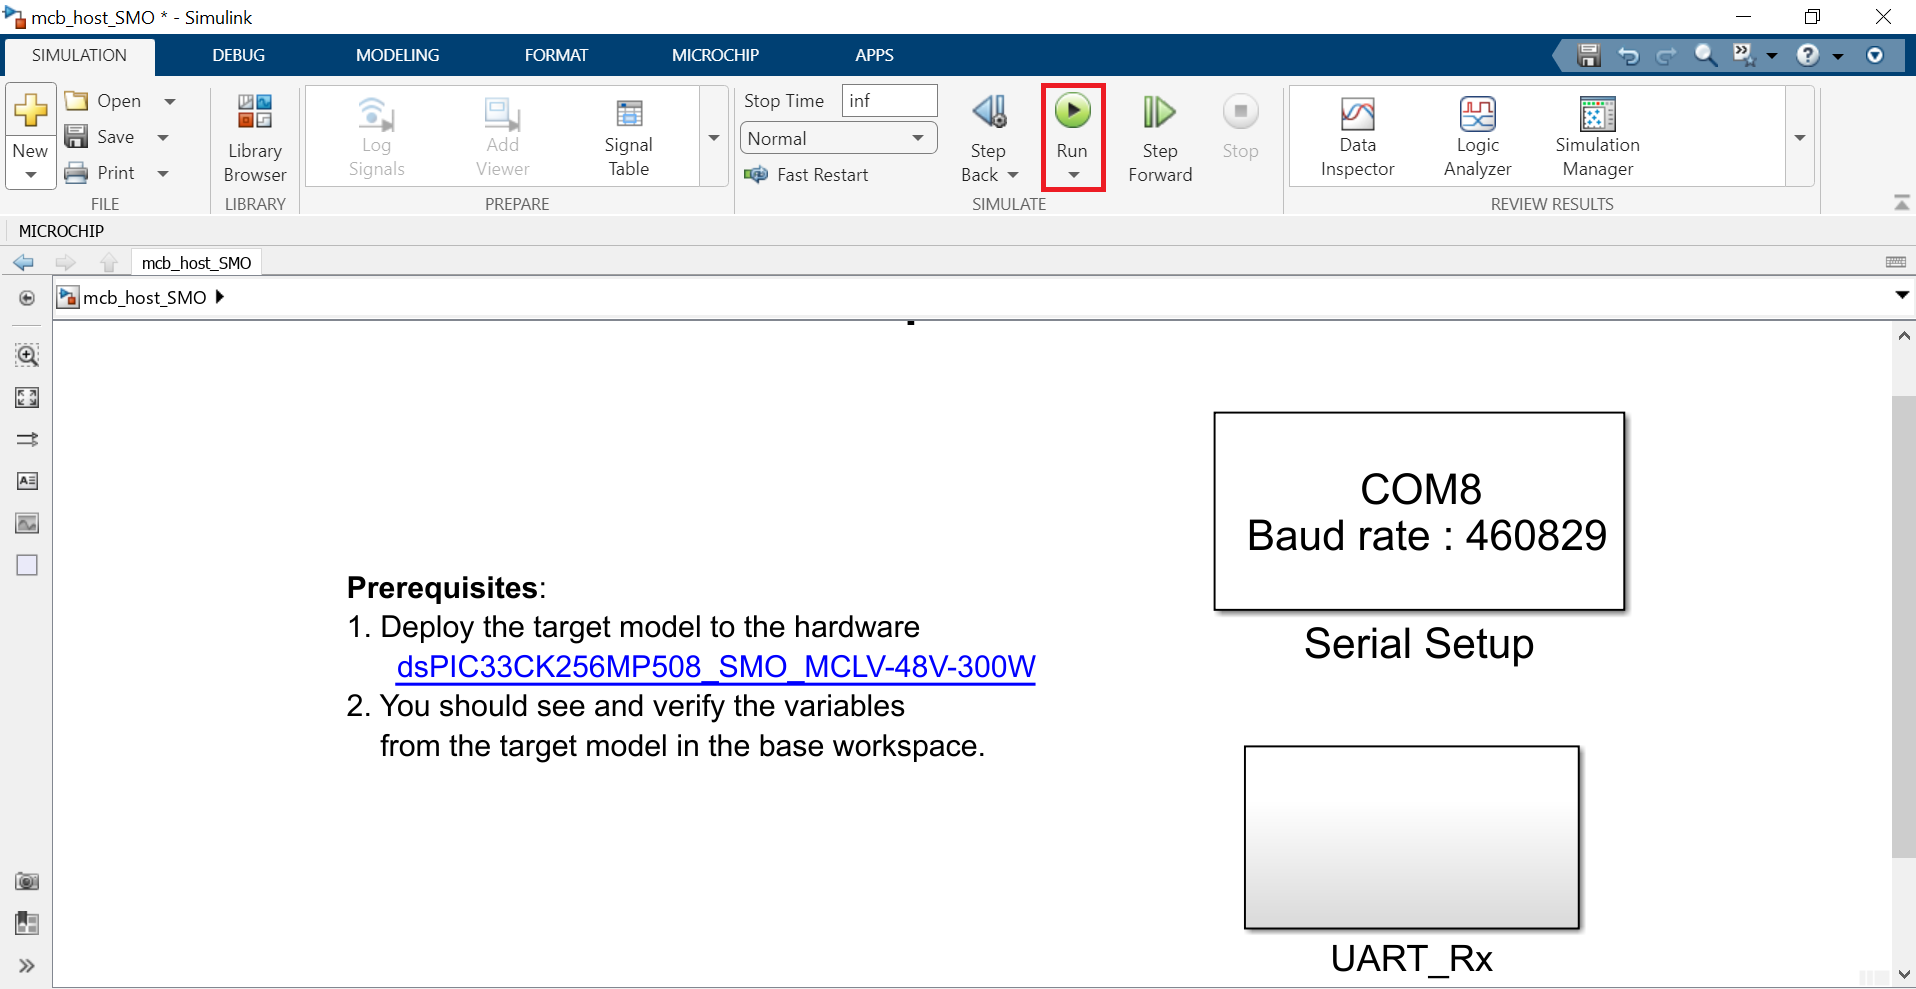 mcb_host_SMO * - Simulink
SIMULATION DEBUG MODELING FORMAT MICROCHIP APPS
New
Open
Save
Print
FILE
Library
Browser
LIBRARY
Log
Signals
Add
Viewer
Signal
Table
PREPARE
Stop Time inf
Normal
Fast Restart
Step
Back
Run
Step
Forward
Stop
SIMULATE
Data
Inspector
Logic
Analyzer
Simulation
Manager
REVIEW RESULTS
MICROCHIP
mcb_host_SMO
mcb_host_SMO
COM8
Baud rate : 460829
Serial Setup
Prerequisites:
1. Deploy the target model to the hardware
dsPIC33CK256MP508_SMO_MCLV-48V-300W
2. You should see and verify the variables
from the target model in the base workspace.
UART_Rx